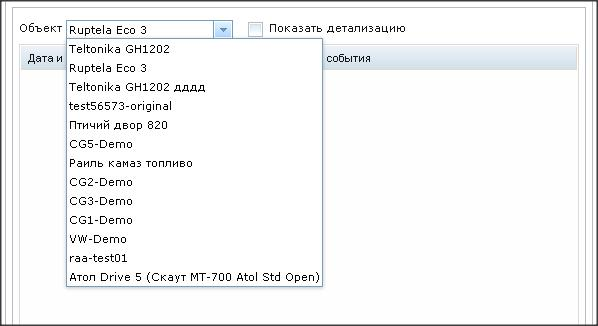 Объект Ruptela Eco 3 Показать детализацию
Дата и события
Teltonika GH1202
Ruptela Eco 3
Teltonika GH1202 дддд
test56573-original
Птичий двор 820
CG5-Demo
Раиль камаз топливо
CG2-Demo
CG3-Demo
CG1-Demo
VW-Demo
raa-test01
Атол Drive 5 (Скаут MT-700 Atol Std Open)